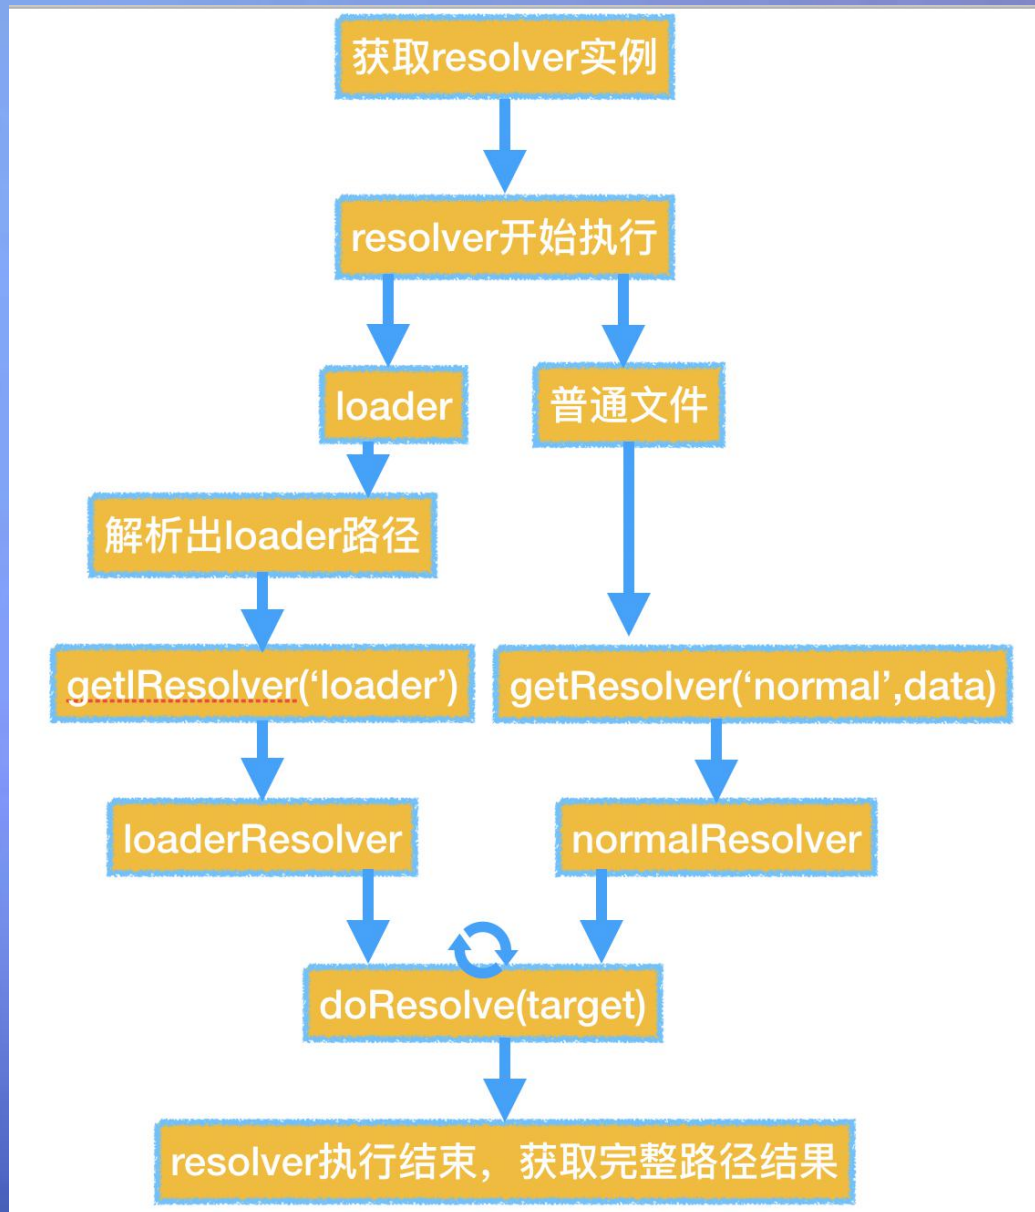 获取resolver实例
resolver开始执行
loader
普通文件
解析出loader路径
getIResolver(‘loader’)
getResolver(‘normal’,data)
loaderResolver
normalResolver
doResolve(target)
resolver执行结束，获取完整路径结果